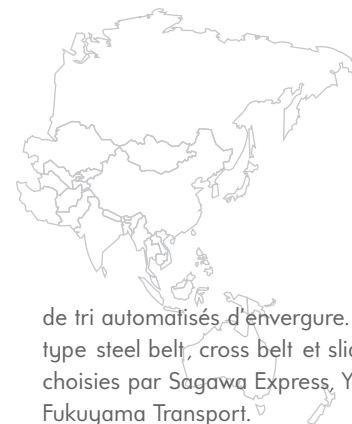 de tri automatisés d'envergure.
type steel belt, cross belt et
choisies par Sagawa Express,
Fukuyama Transport.